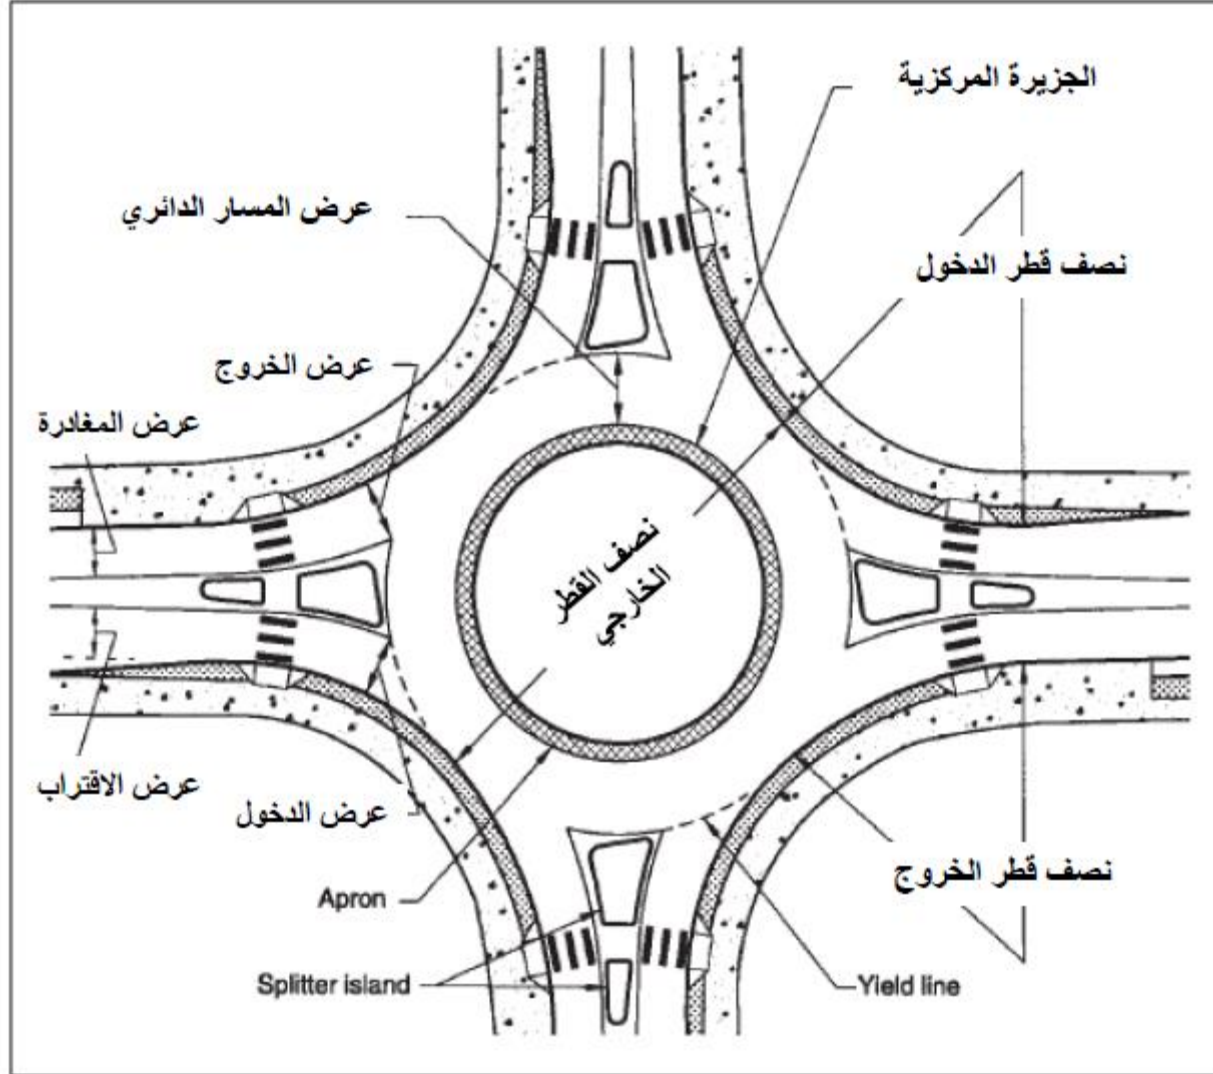 الجزيرة المركزية
عرض المسار الدائري
نصف قطر الدخول
عرض الخروج
عرض المغادرة
نصف القطر
الخارجي
عرض الاقتراب
عرض الدخول
نصف قطر الخروج
Apron
Splitter island
Yield line